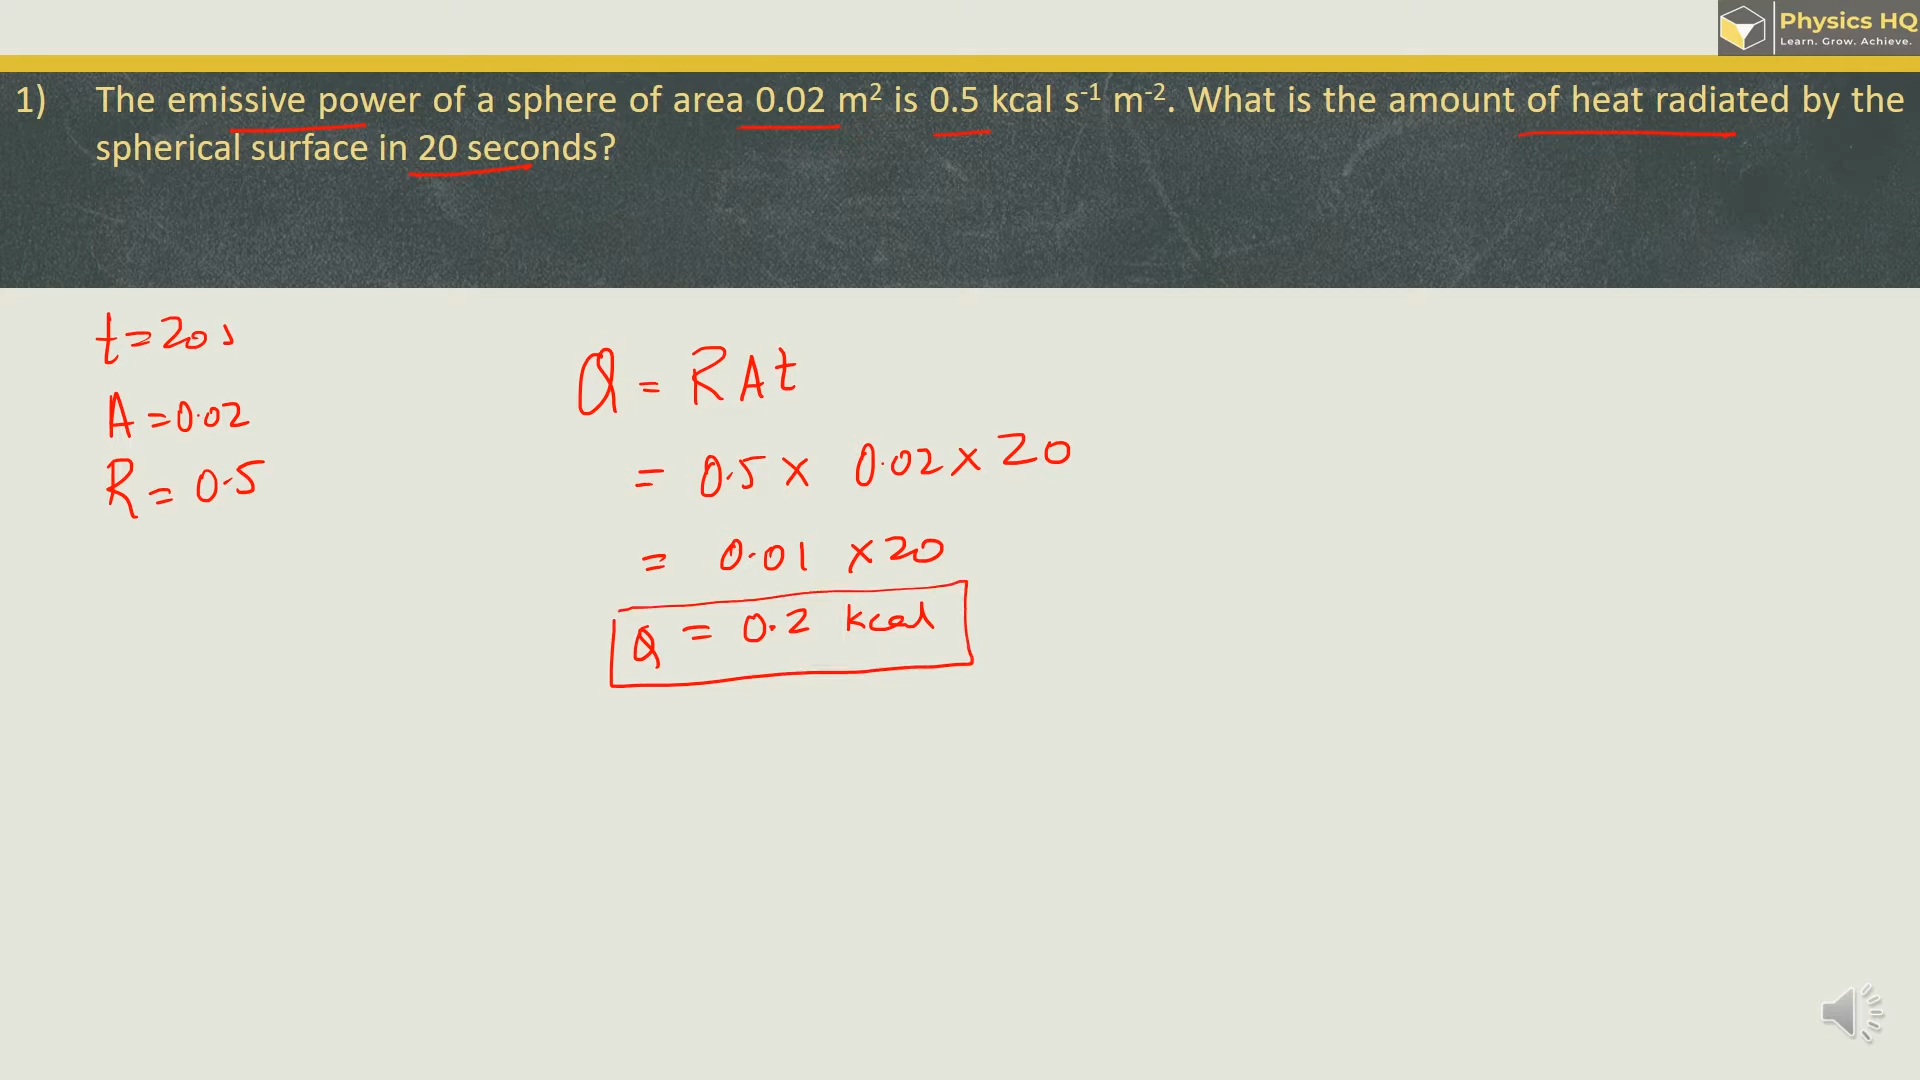 Physics HQ
Learn. Grow. Achieve.
1) The emissive power of a sphere of area 0.02 m² is 0.5 kcal s⁻¹ m⁻². What is the amount of heat radiated by the
spherical surface in 20 seconds?
t = 20 s
A = 0.02
R = 0.5
Q = R A t
= 0.5 × 0.02 × 20
= 0.01 × 20
Q = 0.2 kcal